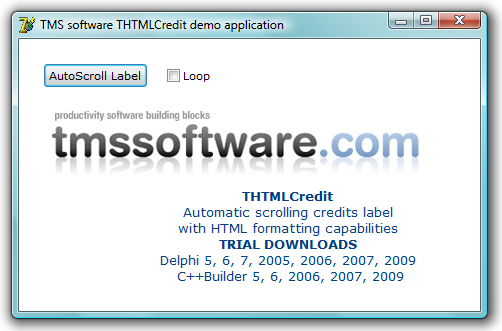 TMS software THTMLCredit demo application
AutoScroll Label Loop
productivity software building blocks
tmssoftware.com
THTMLCredit
Automatic scrolling credits label
with HTML formatting capabilities
TRIAL DOWNLOADS
Delphi 5, 6, 7, 2005, 2006, 2007, 2009
C++Builder 5, 6, 2006, 2007, 2009